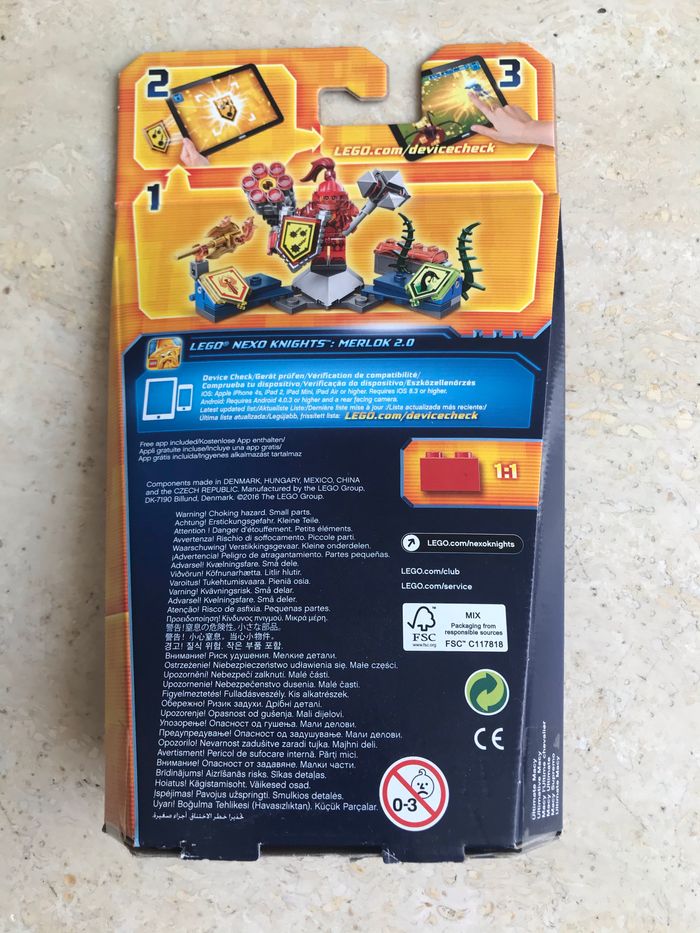 2
3
LEGO.com/devicecheck
1
LEGO® NEXO KNIGHTS™: MERLOK 2.0
Device Check/Gerät prüfen/Vérification de compatibilité/
Comprueba tu dispositivo/Verificação do dispositivo/Eszközellenőrzés
IOS: Apple iPhone 4s, iPad 2, iPad Mini, iPad Air or higher. Requires IOS 8.3 or higher.
Android: Requires Android 4.0.3 or higher and a rear facing camera.
Latest updated list:/Aktuellste Liste:/Dernière liste mise à jour :/Lista actualizada más reciente:/
Última lista atualizada:/Legújabb, frissített lista: LEGO.com/devicecheck
Free app included/Kostenlose App enthalten/
Appli gratuite incluse/Incluye una app gratis/
App grátis incluída/Ingyenes alkalmazást tartalmaz
1:1
Components made in DENMARK, HUNGARY, MEXICO, CHINA
and the CZECH REPUBLIC. Manufactured by the LEGO Group,
DK-7190 Billund, Denmark. ©2016 The LEGO Group.
Warning! Choking hazard. Small parts.
Achtung! Erstickungsgefahr. Kleine Teile.
Attention ! Danger d'étouffement. Petits éléments.
Avvertenza! Rischio di soffocamento. Piccole parti.
Waarschuwing! Verstikkingsgevaar. Kleine onderdelen.
¡Advertencia! Peligro de atragantamiento. Partes pequeñas.
Advarsel! Kvælningsfare. Små dele.
Viðvörun! Köfnunarhætta. Litlir hlutir.
Varoitus! Tukehtumisvaara. Pieniä osia.
Varning! Kvävningsrisk. Små delar.
Advarsel! Kvelningsfare. Små deler.
Atenção! Risco de asfixia. Pequenas partes.
Προειδοποίηση! Κίνδυνος πνιγμού. Μικρά μέρη.
警告!窒息の危険性。小さな部品。
警告! 小心窒息。当心小物件。
경고! 질식 위험. 작은 부품 포함.
Внимание! Риск удушения. Мелкие детали.
Ostrzeżenie! Niebezpieczeństwo udławienia się. Małe części.
Upozornění! Nebezpečí zalknutí. Malé části.
Upozornenie! Nebezpečenstvo dusenia. Malé časti.
Figyelmeztetés! Fulladásveszély. Kis alkatrészek.
Обережно! Ризик задухи. Дрібні деталі.
Upozorenje! Opasnost od gušenja. Mali dijelovi.
Упозорење! Опасност од гушења. Мали делови.
Предупредување! Опасност од задушување. Мали делови.
Opozorilo! Nevarnost zadušitve zaradi tujka. Majhni deli.
Avertisment! Pericol de sufocare internă. Părți mici.
Внимание! Опасност от задавяне. Малки части.
Brīdinājums! Aizrīšanās risks. Sīkas detaļas.
Hoiatus! Kägistamisoht. Väikesed osad.
Įspėjimas! Pavojus užspringti. Smulkios detalės.
Uyarı! Boğulma Tehlikesi (Havasızlıktan). Küçük Parçalar.
تحذير! خطر الاختناق. أجزاء صغيرة.
LEGO.com/nexoknights
LEGO.com/club
LEGO.com/service
FSC
www.fsc.org
MIX
Packaging from
responsible sources
FSC® C117818
CE
0-3
Ultimate Macy
Ultimative Macy
Macy l'Ultime chevalier
Macy Ultimate
Macy Suprema
Ultimate Macy